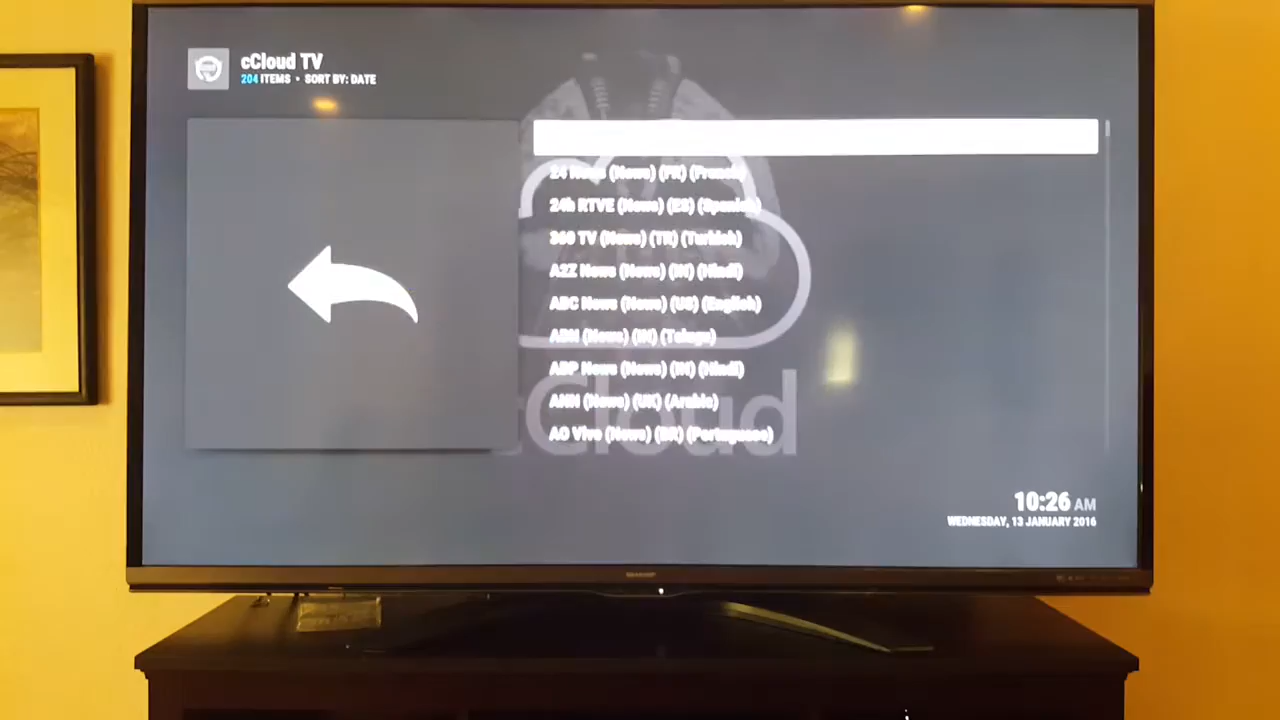 cCloud TV
204 ITEMS • SORT BY: DATE
24 News (News) (FR) (French)
24h RTVE (News) (ES) (Spanish)
360 TV (News) (TR) (Turkish)
A2Z News (News) (IN) (Hindi)
ABC News (News) (US) (English)
ABN (News) (IN) (Telugu)
ABP News (News) (IN) (Hindi)
ANN (News) (UK) (Arabic)
AO Vivo (News) (BR) (Portuguese)
cCloud
10:26 AM
WEDNESDAY, 13 JANUARY 2016
SHARP